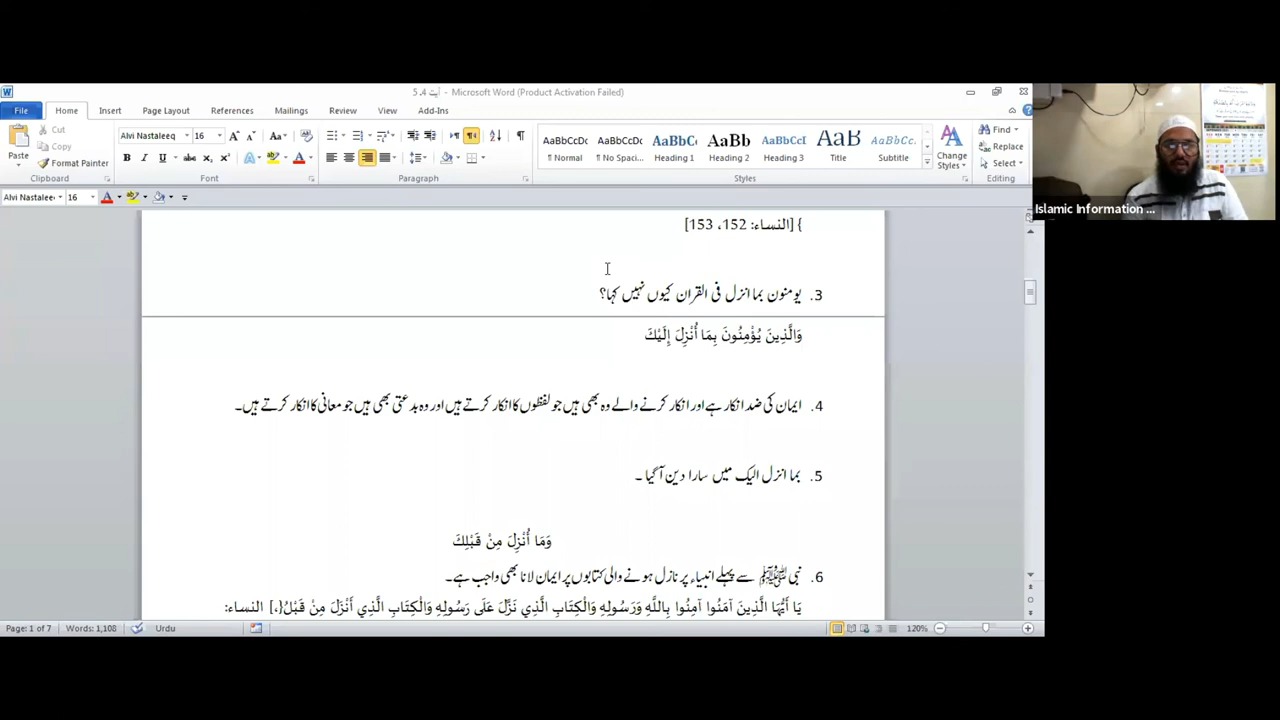 آیت 4، 5 - Microsoft Word (Product Activation Failed)
File Home Insert Page Layout References Mailings Review View Add-Ins
Paste
Cut
Copy
Format Painter
Clipboard
Alvi Nastaleeq 16
Font
Paragraph
AaBbCcDc AaBbCcDc AaBbC AaBb AaBbCc AaB AaBbCc
¶ Normal ¶ No Spaci... Heading 1 Heading 2 Heading 3 Title Subtitle
Change Styles
Styles
Find
Replace
Select
Editing
Alvi Nastalee 16
Islamic Information ...
} [النساء: 152، 153]
3. یومنون بما انزل فی القران کیوں نہیں کہا؟
وَالَّذِينَ يُؤْمِنُونَ بِمَا أُنْزِلَ إِلَيْكَ
4. ایمان کی ضد انکار ہے اور انکار کرنے والے وہ بھی ہیں جو لفظوں کا انکار کرتے ہیں اور وہ بدعتی بھی ہیں جو معانی کا انکار کرتے ہیں۔
5. بما انزل الیک میں سارا دین آ گیا ۔
وَمَا أُنْزِلَ مِنْ قَبْلِكَ
6. نبی ﷺ سے پہلے انبیاء پر نازل ہونے والی کتابوں پر ایمان لانا بھی واجب ہے۔
يَا أَيُّهَا الَّذِينَ آمَنُوا آمِنُوا بِاللَّهِ وَرَسُولِهِ وَالْكِتَابِ الَّذِي نَزَّلَ عَلَى رَسُولِهِ وَالْكِتَابِ الَّذِي أَنْزَلَ مِنْ قَبْلُ{،] النساء:
Page: 1 of 7 Words: 1,108 Urdu 120%